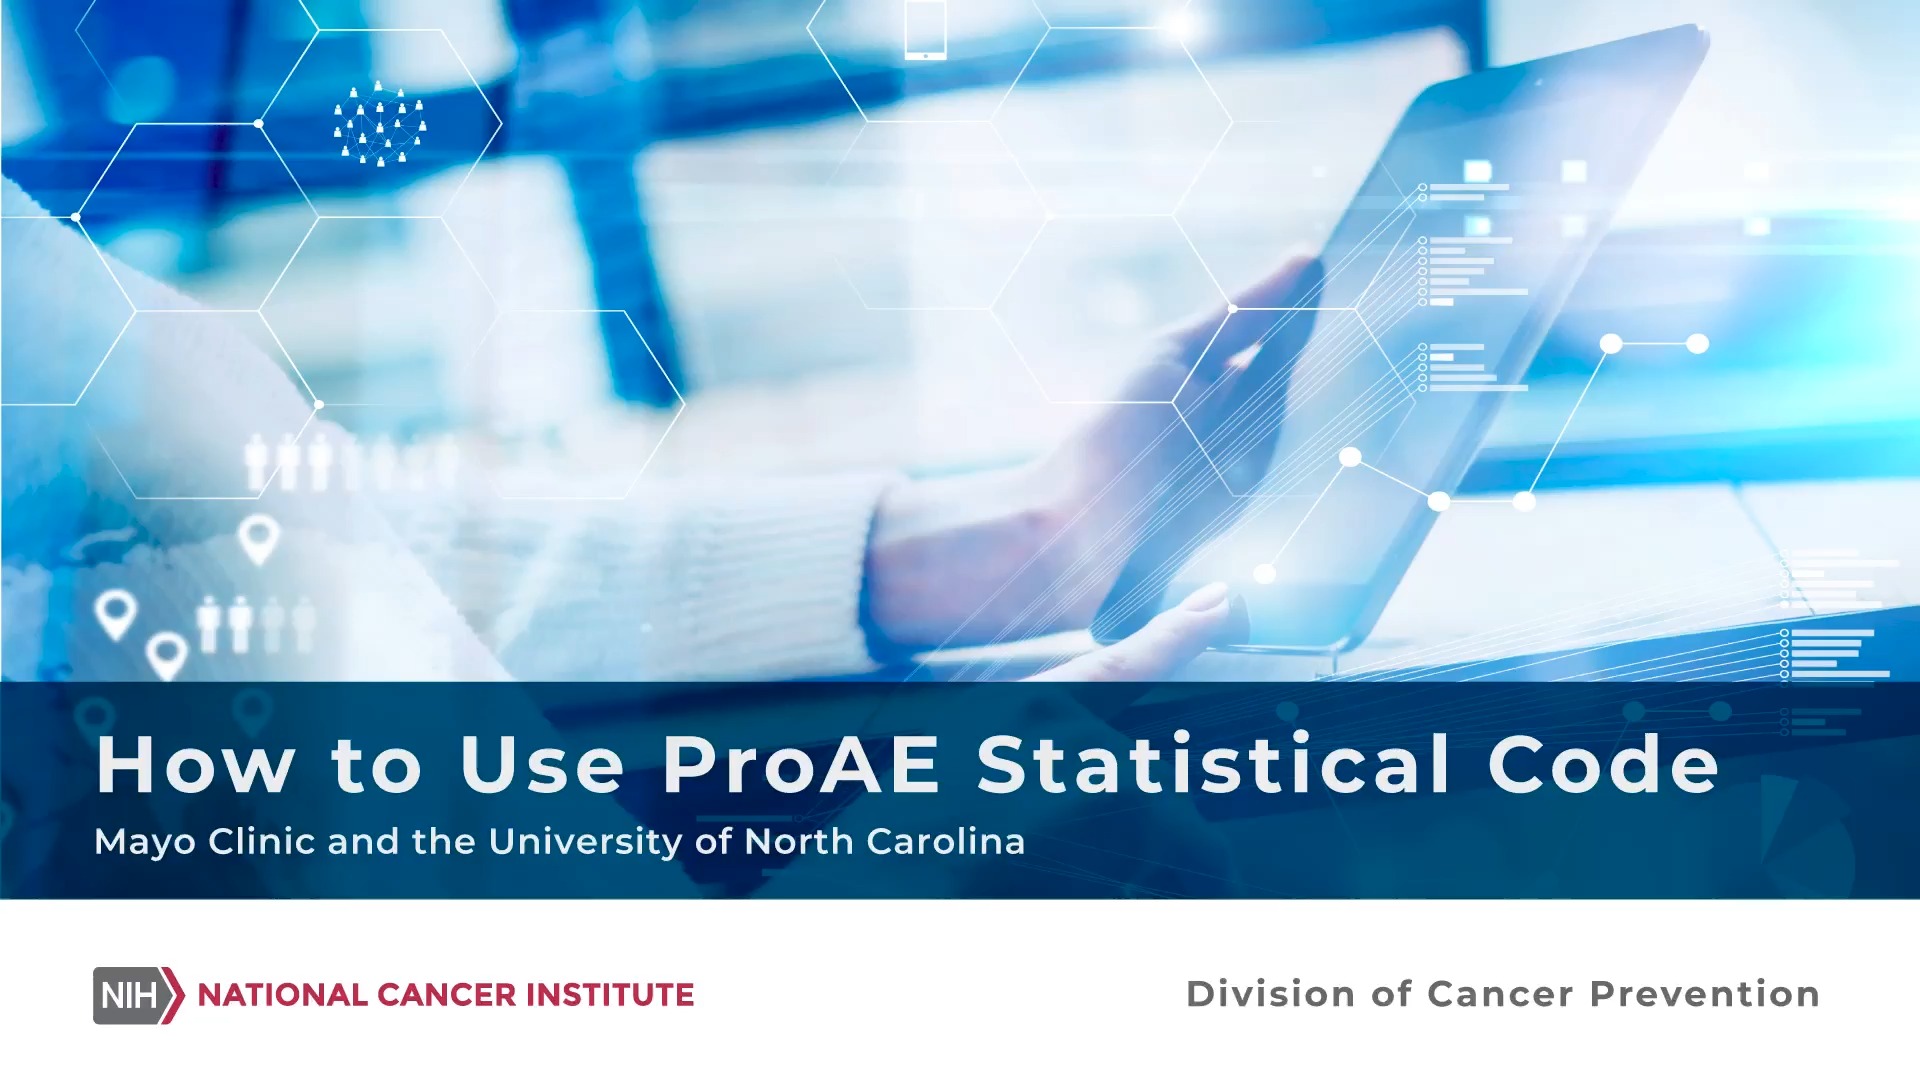 How to Use ProAE Statistical Code
Mayo Clinic and the University of North Carolina
NIH NATIONAL CANCER INSTITUTE
Division of Cancer Prevention